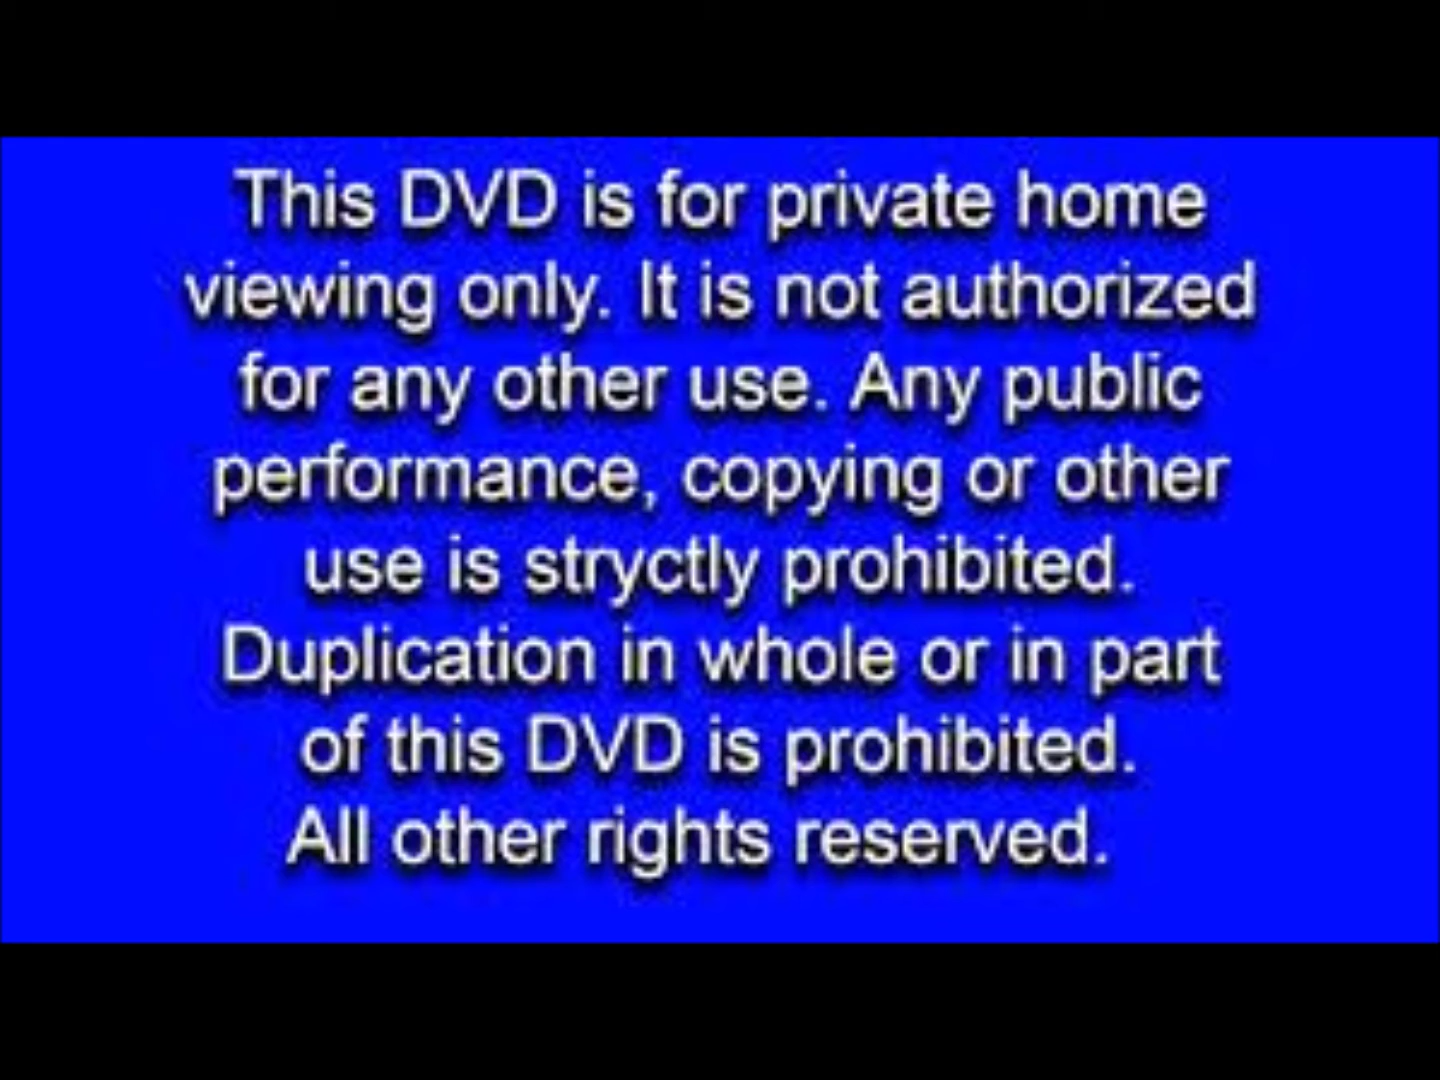 This DVD is for private home
viewing only. It is not authorized
for any other use. Any public
performance, copying or other
use is stryctly prohibited.
Duplication in whole or in part
of this DVD is prohibited.
All other rights reserved.